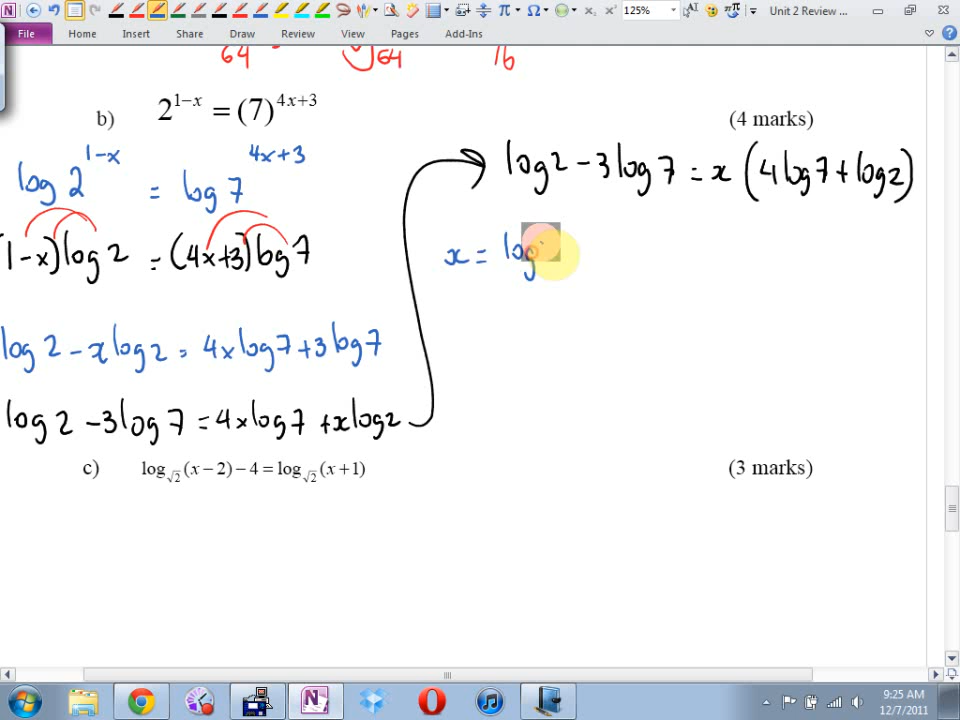 125%
Unit 2 Review ...
File Home Insert Share Draw Review View Pages Add-Ins
64 64 16
b) 2^{1-x} = (7)^{4x+3} (4 marks)
log 2^{1-x} = log 7^{4x+3}
(1-x)log 2 = (4x+3)log 7
log 2 - x log 2 = 4x log 7 + 3 log 7
log 2 - 3 log 7 = 4x log 7 + x log 2
log 2 - 3 log 7 = x (4 log 7 + log 2)
x = log
c) log_{√2}(x-2)-4 = log_{√2}(x+1) (3 marks)
9:25 AM
12/7/2011